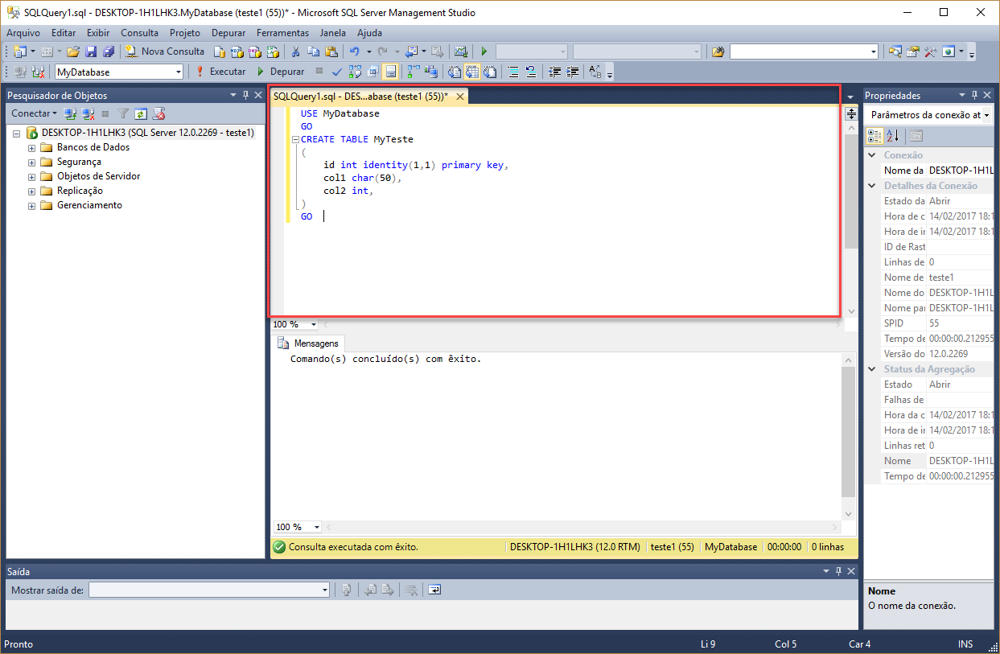 SQLQuery1.sql - DESKTOP-1H1LHK3.MyDatabase (teste1 (55))* - Microsoft SQL Server Management Studio
Arquivo Editar Exibir Consulta Projeto Depurar Ferramentas Janela Ajuda
Nova Consulta
MyDatabase Executar Depurar
Pesquisador de Objetos
Conectar
DESKTOP-1H1LHK3 (SQL Server 12.0.2269 - teste1)
Bancos de Dados
Segurança
Objetos de Servidor
Replicação
Gerenciamento
SQLQuery1.sql - DES...abase (teste1 (55))*
USE MyDatabase
GO
CREATE TABLE MyTeste
(
id int identity(1,1) primary key,
col1 char(50),
col2 int,
)
GO
100 %
Mensagens
Comando(s) concluído(s) com êxito.
100 %
Consulta executada com êxito. DESKTOP-1H1LHK3 (12.0 RTM) teste1 (55) MyDatabase 00:00:00 0 linhas
Propriedades
Parâmetros da conexão at
Conexão
Nome da DESKTOP-1H1L
Detalhes da Conexão
Estado da Abrir
Hora de c 14/02/2017 18:1
Hora de ir 14/02/2017 18:1
ID de Rast
Linhas de 0
Nome de teste1
Nome do DESKTOP-1H1L
Nome par DESKTOP-1H1L
SPID 55
Tempo de 00:00:00.212955
Versão do 12.0.2269
Status da Agregação
Estado Abrir
Falhas de
Hora da c 14/02/2017 18:1
Hora de ir 14/02/2017 18:1
Linhas ret 0
Nome DESKTOP-1H1L
Tempo de 00:00:00.212955
Nome
O nome da conexão.
Saída
Mostrar saída de:
Pronto Li 9 Col 5 Car 4 INS